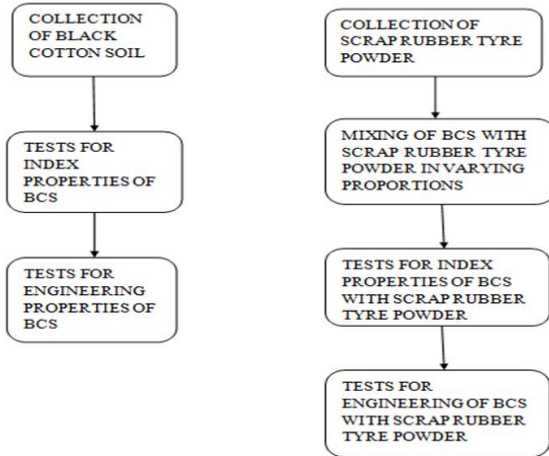 COLLECTION
OF BLACK
COTTON SOIL
TESTS FOR
INDEX
PROPERTIES OF
BCS
TESTS FOR
ENGINEERING
PROPERTIES OF
BCS
COLLECTION OF
SCRAP RUBBER TYRE
POWDER
MIXING OF BCS WITH
SCRAP RUBBER TYRE
POWDER IN VARYING
PROPORTIONS
TESTS FOR INDEX
PROPERTIES OF BCS
WITH SCRAP RUBBER
TYRE POWDER
TESTS FOR
ENGINEERING OF BCS
WITH SCRAP RUBBER
TYRE POWDER